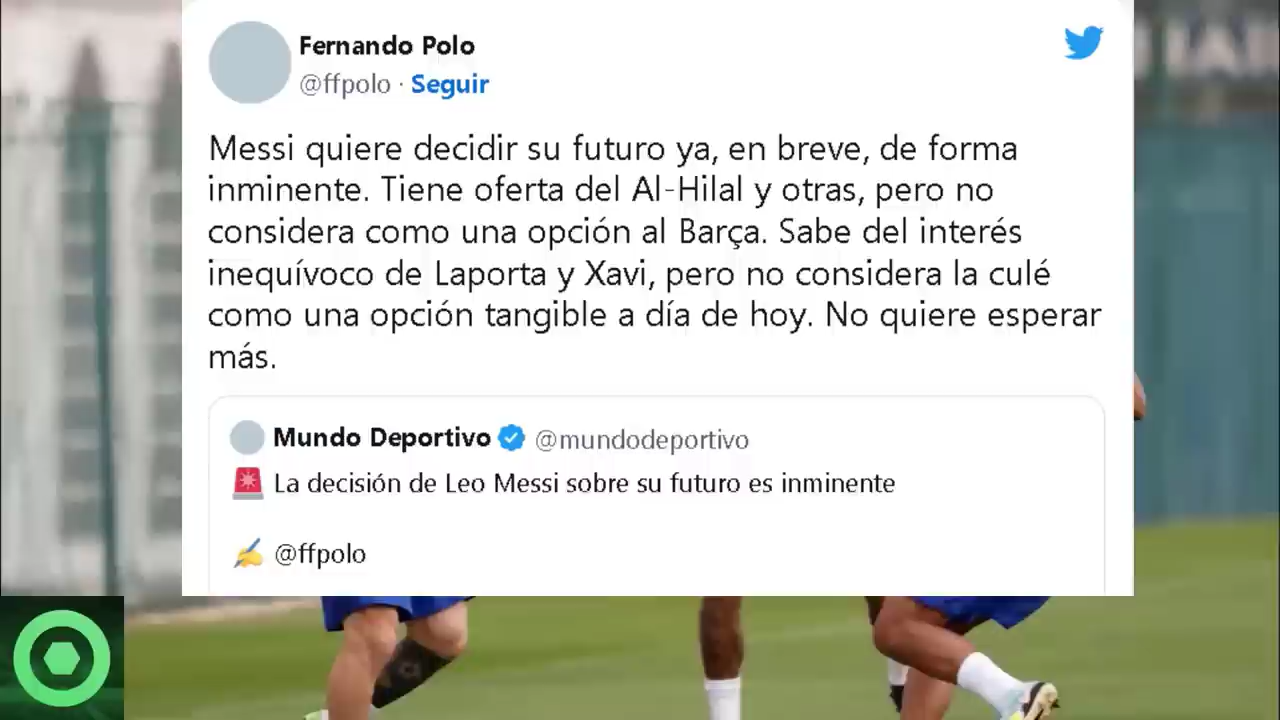 Fernando Polo
@ffpolo · Seguir
Messi quiere decidir su futuro ya, en breve, de forma
inminente. Tiene oferta del Al-Hilal y otras, pero no
considera como una opción al Barça. Sabe del interés
inequívoco de Laporta y Xavi, pero no considera la culé
como una opción tangible a día de hoy. No quiere esperar
más.
Mundo Deportivo @mundodeportivo
🚨 La decisión de Leo Messi sobre su futuro es inminente
✍️ @ffpolo